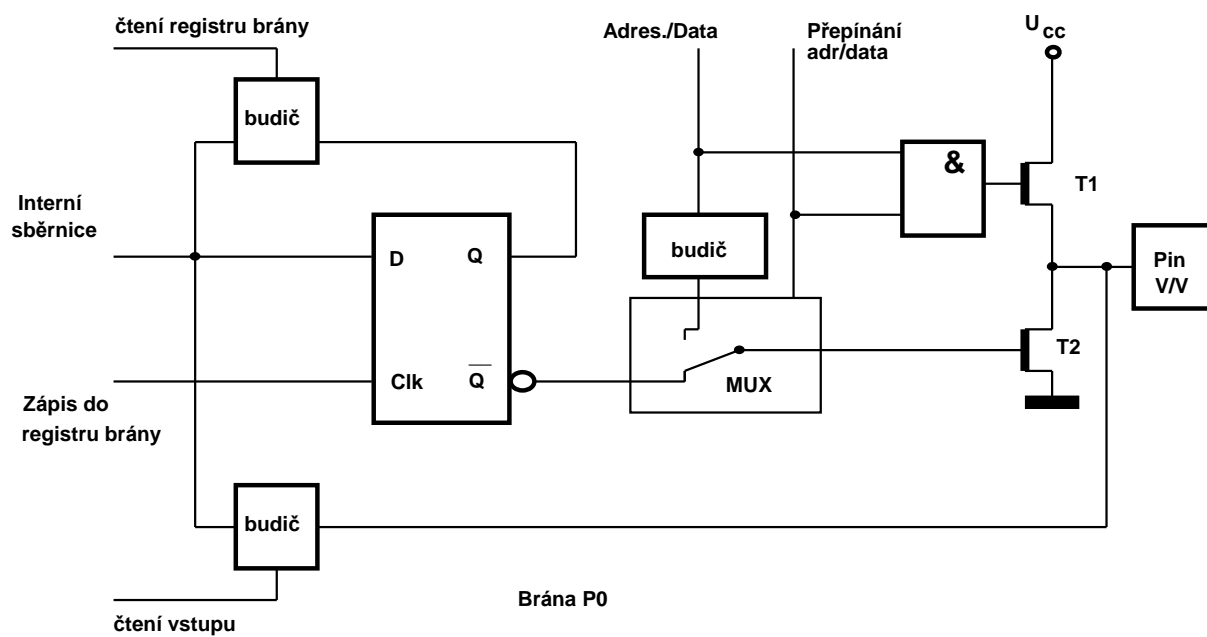 čtení registru brány
Adres./Data
Přepínání
adr/data
U cc
budič
&
T1
Interní
sběrnice
D
Q
budič
Pin
V/V
Clk
Q
MUX
T2
Zápis do
registru brány
budič
Brána P0
čtení vstupu